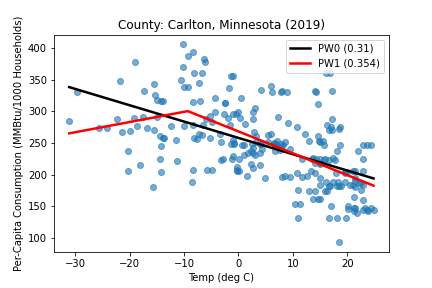 County: Carlton, Minnesota (2019)
Per-Capita Consumption (MMBtu/1000 Households)
400
350
300
250
200
150
100
PW0 (0.31)
PW1 (0.354)
−30 −20 −10 0 10 20
Temp (deg C)